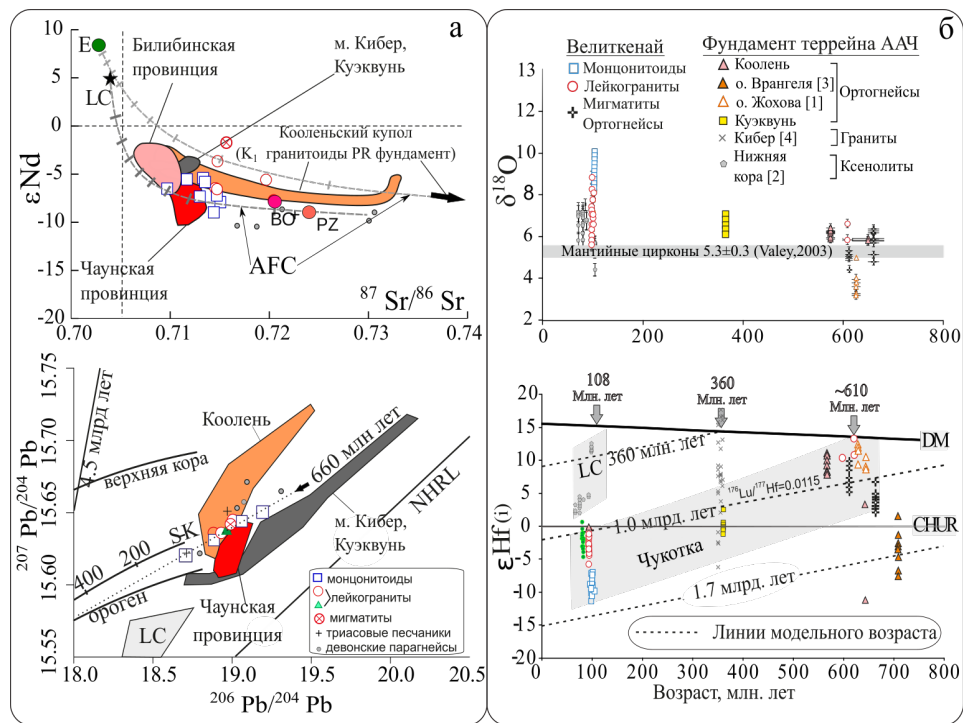 а
εNd
10
5
0
-5
-10
-15
-20
E
LC
Билибинская
провинция
м. Кибер,
Куэквунь
Кооленьский купол
(K₁ гранитоиды PR фундамент)
BO
PZ
AFC
Чаунская
провинция
⁸⁷Sr/⁸⁶Sr
0.70
0.71
0.72
0.73
0.74
²⁰⁷Pb/²⁰⁴Pb
15.75
15.70
15.65
15.60
15.55
4.5 млрд лет
верхняя кора
Коолень
660 млн лет
NHRL
S-K
200
400
ороген
LC
Чаунская
провинция
м. Кибер,
Куэквунь
монцонитоиды
лейкограниты
мигматиты
триасовые песчаники
девонские парагнейсы
18.0
18.5
19.0
19.5
20.0
20.5
²⁰⁶Pb/²⁰⁴Pb
б
Велиткенай
Монцонитоиды
Лейкограниты
Мигматиты
Ортогнейсы
Фундамент террейна ААЧ
Коолень
о. Врангеля [3]
о. Жохова [1]
Куэквунь
Ортогнейсы
Кибер [4]
Граниты
Нижняя
кора [2]
Ксенолиты
δ¹⁸O
14
12
10
8
6
4
2
Мантийные цирконы 5.3±0.3 (Valey,2003)
0
200
400
600
800
108
Млн. лет
360
Млн. лет
~610
Млн. лет
εHf(t)
20
15
10
5
0
-5
-10
-15
-20
DM
LC
360 млн. лет
¹⁷⁶Lu/¹⁷⁷Hf=0.0115
1.0 млрд. лет
CHUR
Чукотка
1.7 млрд. лет
Линии модельного возраста
0
100
200
300
400
500
600
700
800
Возраст, млн. лет